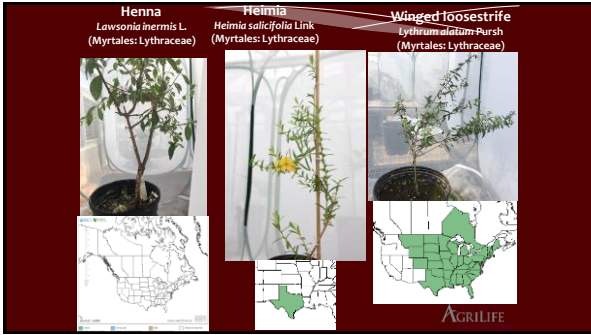 Henna
Lawsonia inermis L.
(Myrtales: Lythraceae)
Heimia
Heimia salicifolia Link
(Myrtales: Lythraceae)
Winged loosestrife
Lythrum alatum Pursh
(Myrtales: Lythraceae)
AGRILIFE